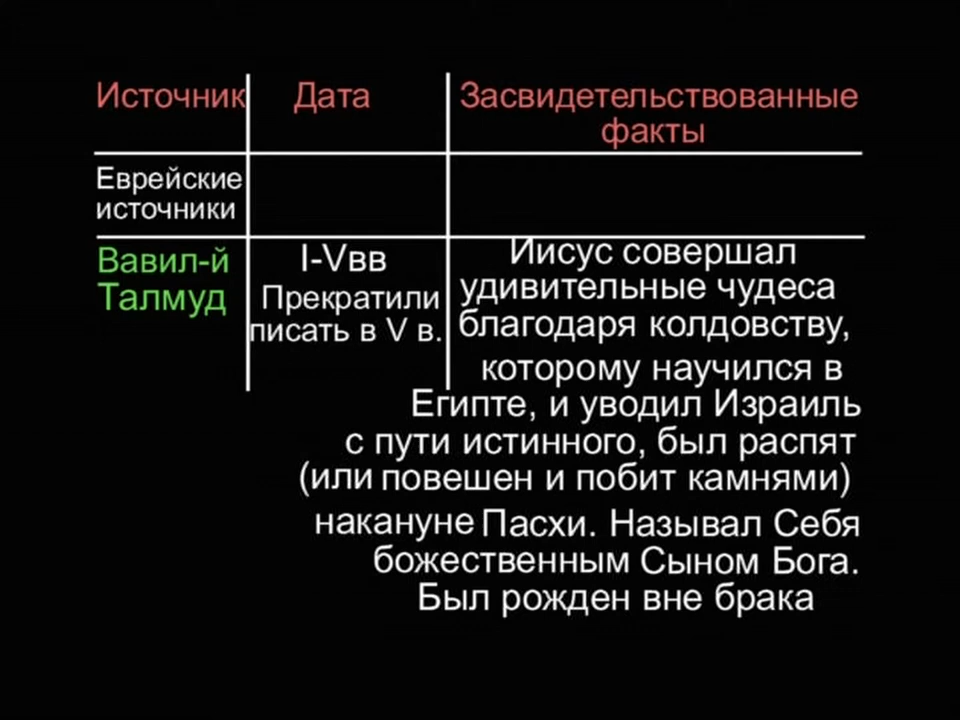 Источник Дата Засвидетельствованные
факты
Еврейские
источники
Вавил-й
Талмуд
I-Vвв
Прекратили
писать в V в.
Иисус совершал
удивительные чудеса
благодаря колдовству,
которому научился в
Египте, и уводил Израиль
с пути истинного, был распят
(или повешен и побит камнями)
накануне Пасхи. Называл Себя
божественным Сыном Бога.
Был рожден вне брака